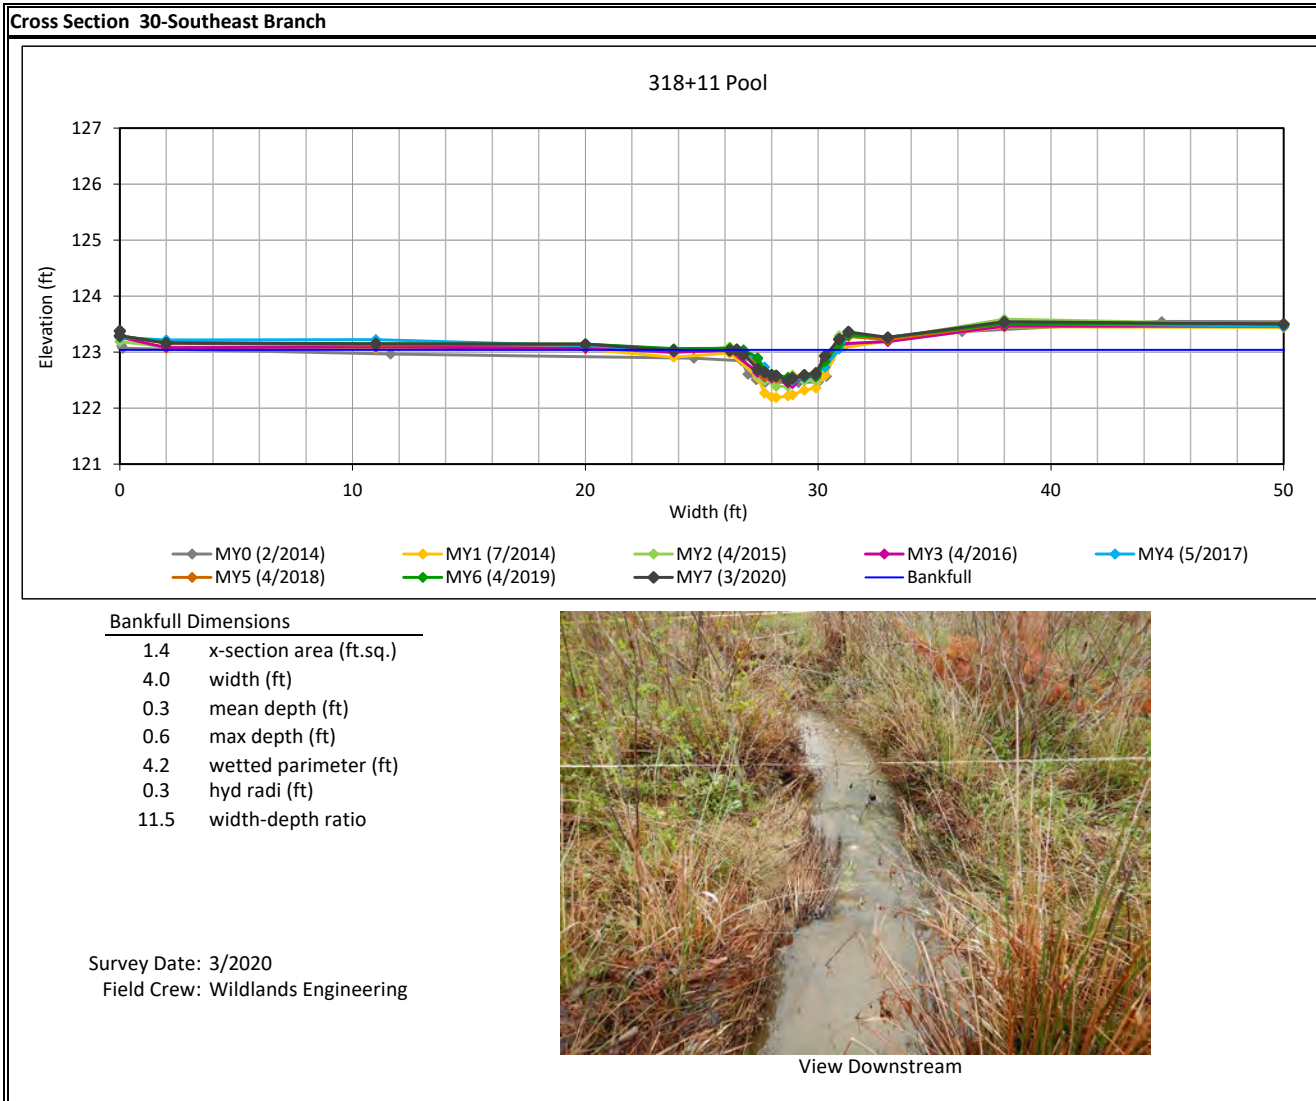 Cross Section 30-Southeast Branch
318+11 Pool
127
126
125
124
123
122
121
Elevation (ft)
0 10 20 30 40 50
Width (ft)
MY0 (2/2014) MY1 (7/2014) MY2 (4/2015) MY3 (4/2016) MY4 (5/2017)
MY5 (4/2018) MY6 (4/2019) MY7 (3/2020) Bankfull
Bankfull Dimensions
1.4 x-section area (ft.sq.)
4.0 width (ft)
0.3 mean depth (ft)
0.6 max depth (ft)
4.2 wetted parimeter (ft)
0.3 hyd radi (ft)
11.5 width-depth ratio
Survey Date: 3/2020
Field Crew: Wildlands Engineering
View Downstream